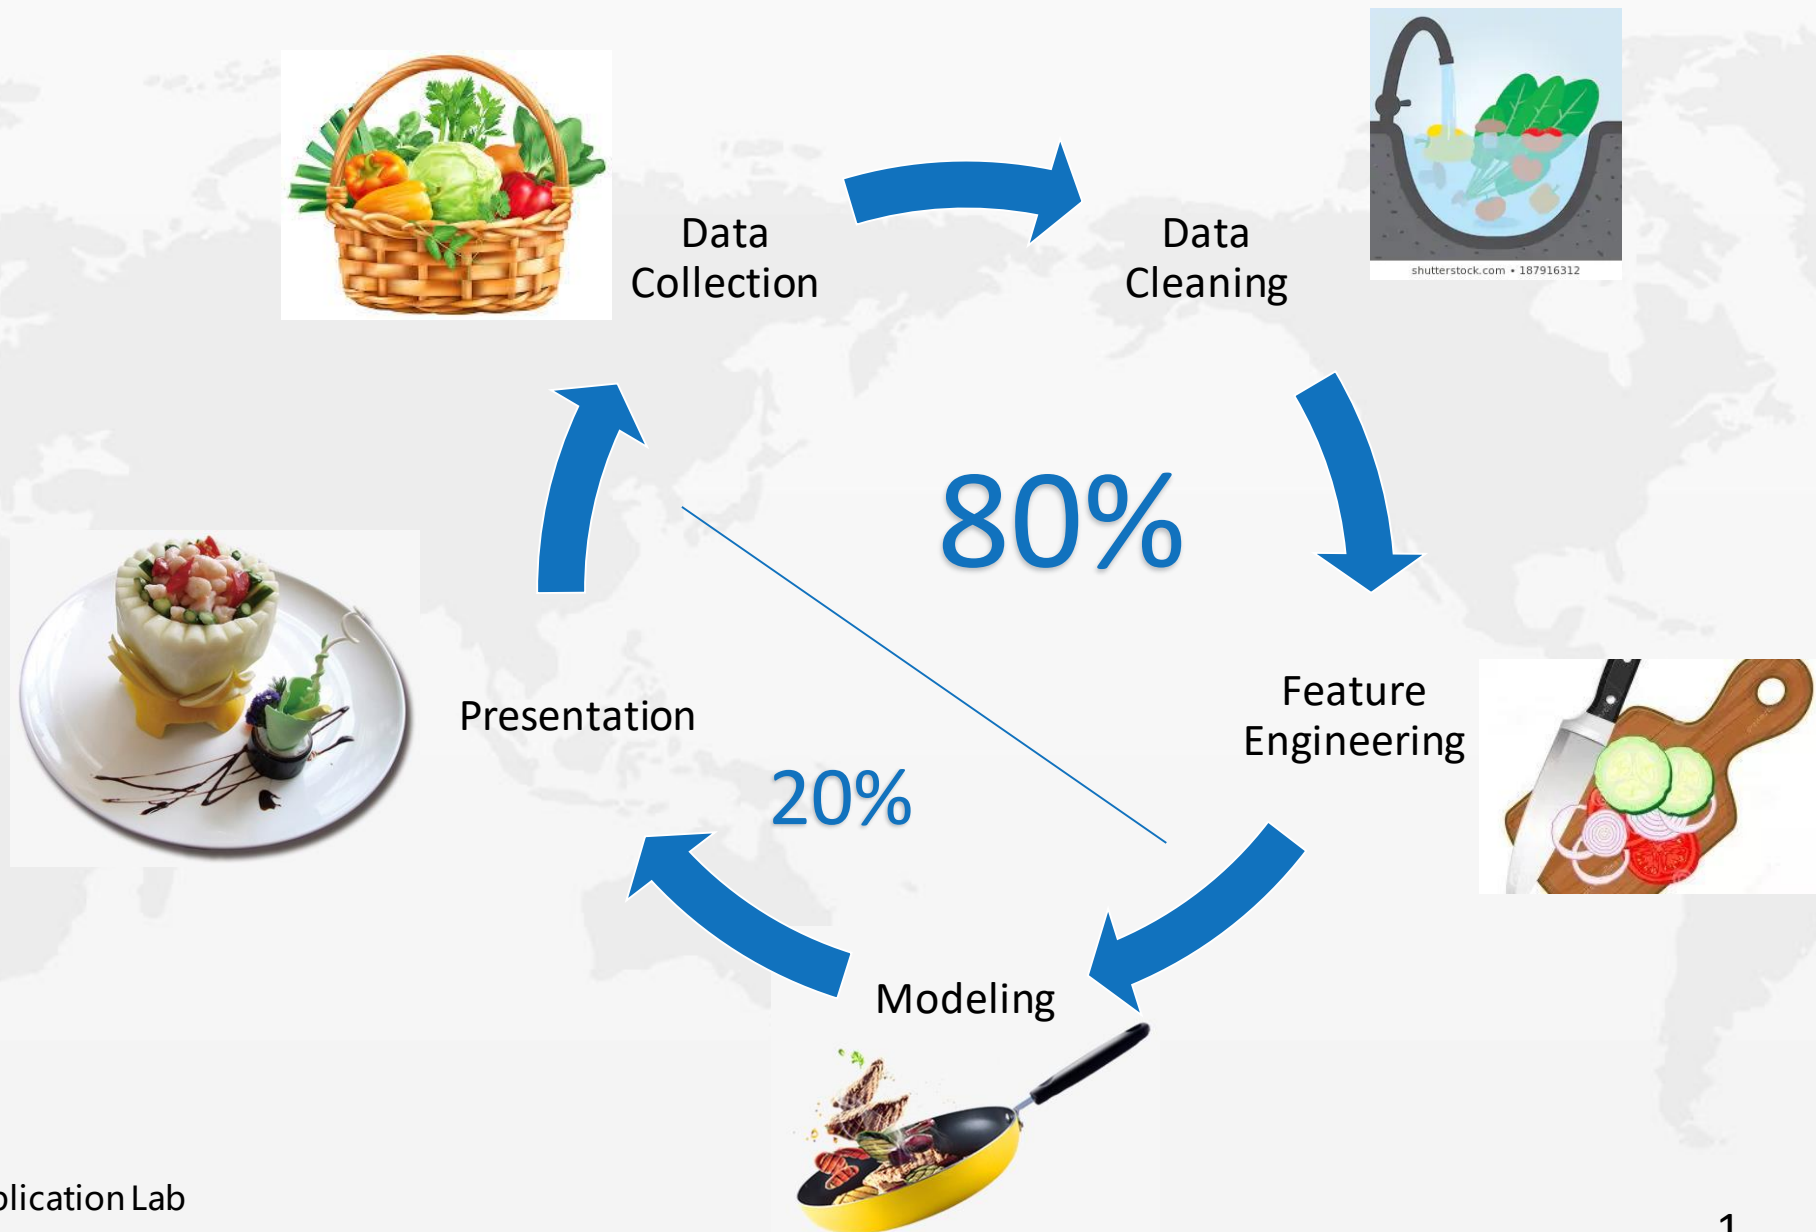 Data
Collection
Data
Cleaning
shutterstock.com • 187916312
80%
Feature
Engineering
Presentation
20%
Modeling
plication Lab
1